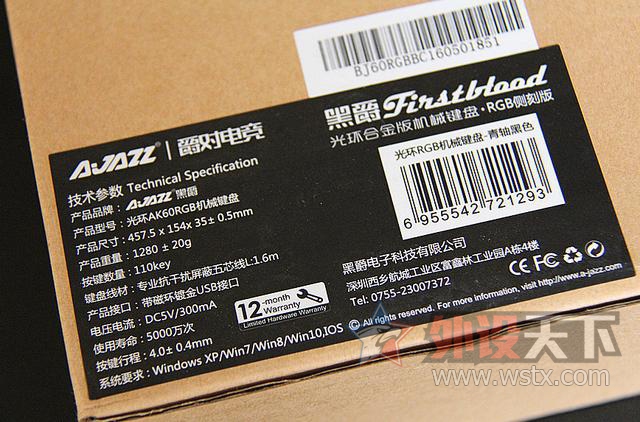 BJ60RGBBC160501851
黑爵 Firstblood
光环合金版机械键盘·RGB侧刻版
光环RGB机械键盘-青轴黑色
6 955542 721293
A·JAZZ | 爵对电竞
技术参数 Technical Specification
产品品牌: A·JAZZ 黑爵
产品型号: 光环AK60RGB机械键盘
产品尺寸: 457.5 x 154x 35± 0.5mm
产品重量: 1280 ± 20g
按键数量: 110key
键盘线材: 专业抗干扰屏蔽五芯线L:1.6m
产品接口: 带磁环镀金USB接口
电压电流: DC5V/300mA
使用寿命: 5000万次
按键行程: 4.0± 0.4mm
系统要求: Windows XP/Win7/Win8/Win10,IOS
12-month Warranty
Limited Hardware Warranty
黑爵电子科技有限公司
深圳西乡航城工业区富鑫林工业园A栋4楼
Tel: 0755-23007372
CE FC
© All rights reserved. For more information, visit http://www.a-jazz.com
外设天下
www.wstx.com